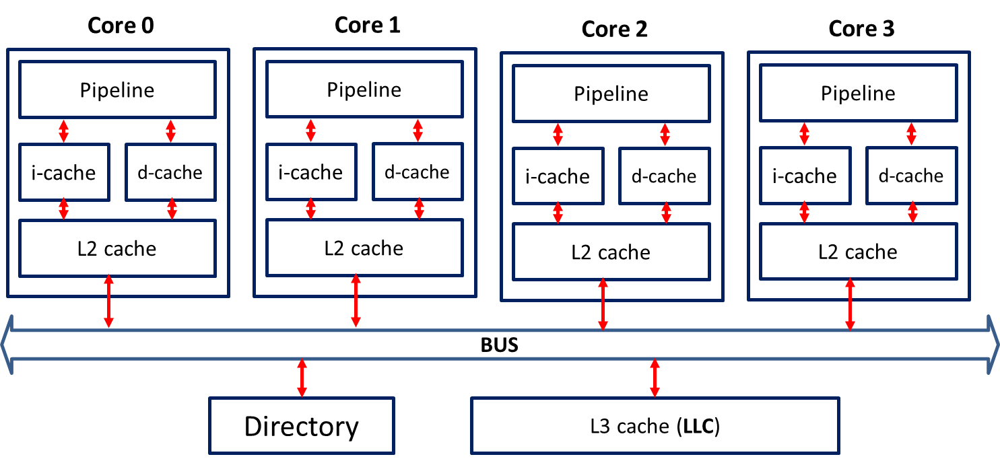 Core 0
Core 1
Core 2
Core 3
Pipeline
Pipeline
Pipeline
Pipeline
i-cache
d-cache
i-cache
d-cache
i-cache
d-cache
i-cache
d-cache
L2 cache
L2 cache
L2 cache
L2 cache
BUS
Directory
L3 cache (LLC)